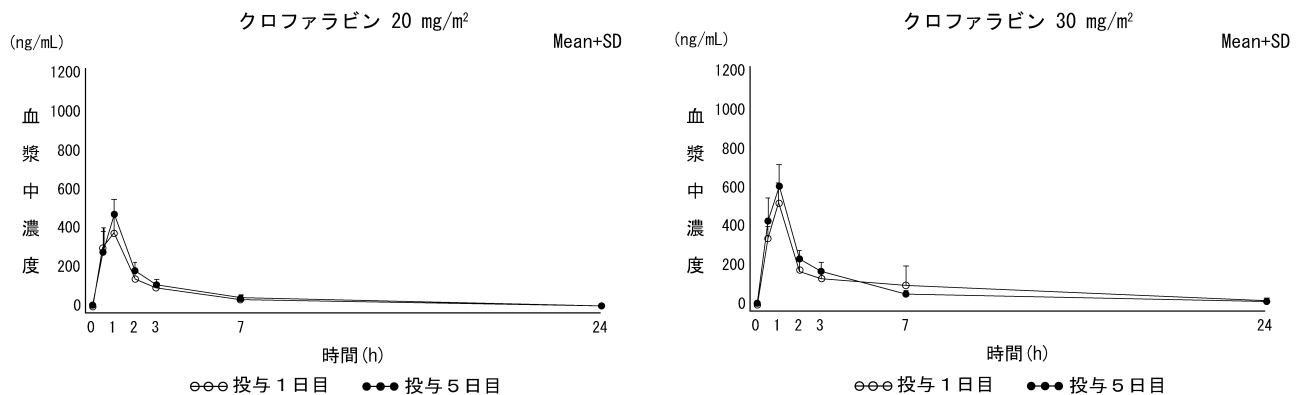 クロファラビン 20 mg/m²
(ng/mL)
Mean+SD
血漿中濃度
1200
1000
800
600
400
200
0
0 1 2 3 7 24
時間(h)
投与１日目 投与５日目
クロファラビン 30 mg/m²
(ng/mL)
Mean+SD
血漿中濃度
1200
1000
800
600
400
200
0
0 1 2 3 7 24
時間(h)
投与１日目 投与５日目